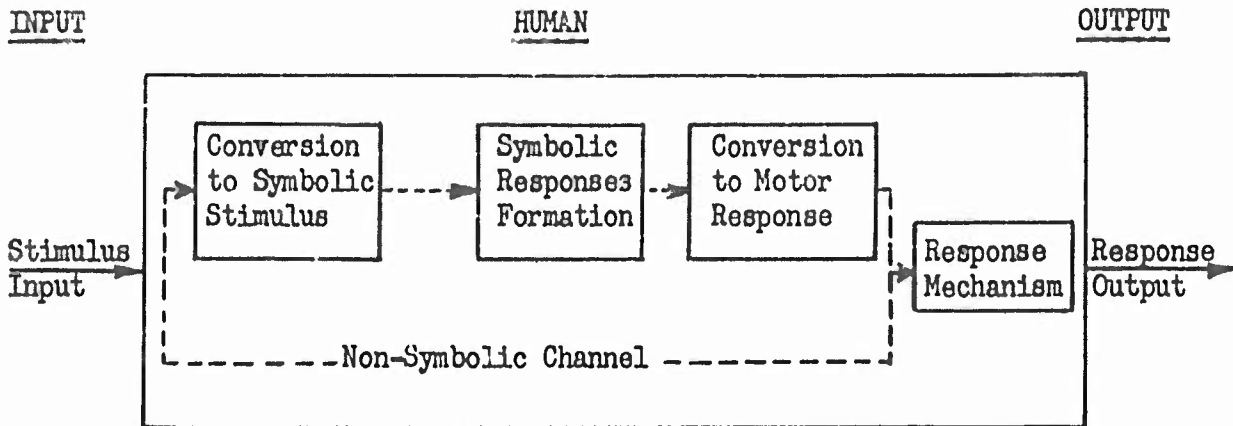 INPUT
HUMAN
OUTPUT
Conversion
to Symbolic
Stimulus
Symbolic
Responses
Formation
Conversion
to Motor
Response
Stimulus
Input
Response
Mechanism
Response
Output
Non-Symbolic Channel